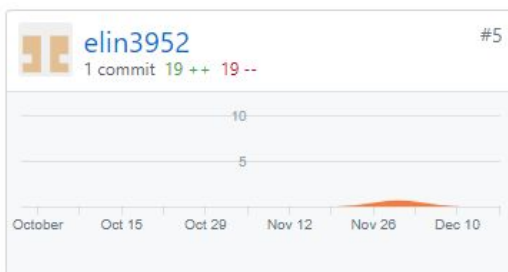 elin3952
#5
1 commit 19 ++ 19 --
10
5
October Oct 15 Oct 29 Nov 12 Nov 26 Dec 10